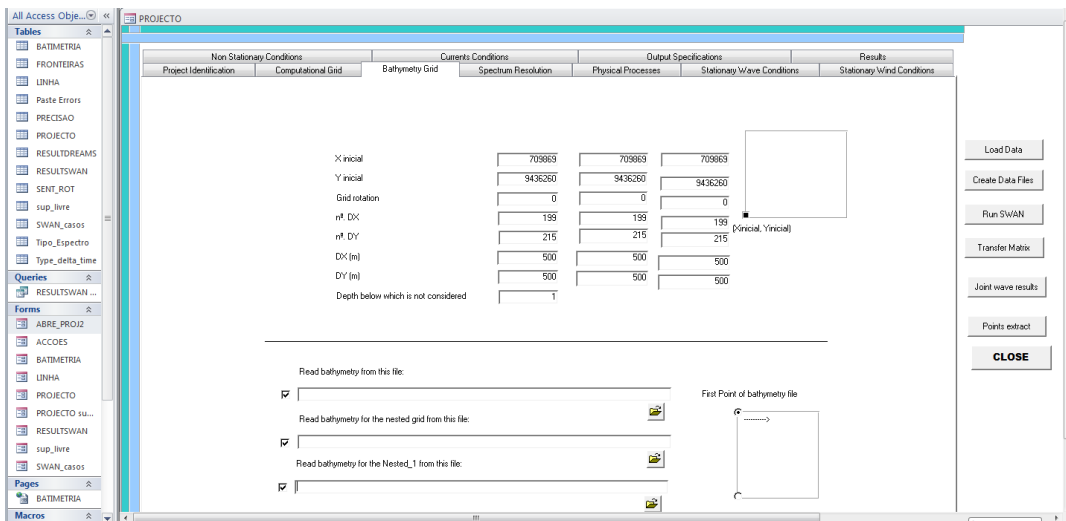 All Access Obje...
PROJECTO
Tables
BATIMETRIA
FRONTEIRAS
LINHA
Paste Errors
PRECISAO
PROJECTO
RESULTDREAMS
RESULTSWAN
SENT_ROT
sup_livre
SWAN_casos
Tipo_Espectro
Type_delta_time
Queries
RESULTSWAN ...
Forms
ABRE_PROJ2
ACCOES
BATIMETRIA
LINHA
PROJECTO
PROJECTO su...
RESULTSWAN
sup_livre
SWAN_casos
Pages
BATIMETRIA
Macros
Non Stationary Conditions Currents Conditions Output Specifications Results
Project Identification Computational Grid Bathymetry Grid Spectrum Resolution Physical Processes Stationary Wave Conditions Stationary Wind Conditions
X inicial 709869 709869 709869
Y inicial 9436260 9436260 9436260
Grid rotation 0 0 0
nº. DX 199 199 199
nº. DY 215 215 215
DX (m) 500 500 500
DY (m) 500 500 500
Depth below which is not considered 1
(Xinicial, Yinicial)
Read bathymetry from this file:
Read bathymetry for the nested grid from this file:
Read bathymetry for the Nested_1 from this file:
First Point of bathymetry file
---------->
Load Data
Create Data Files
Run SWAN
Transfer Matrix
Joint wave results
Points extract
CLOSE